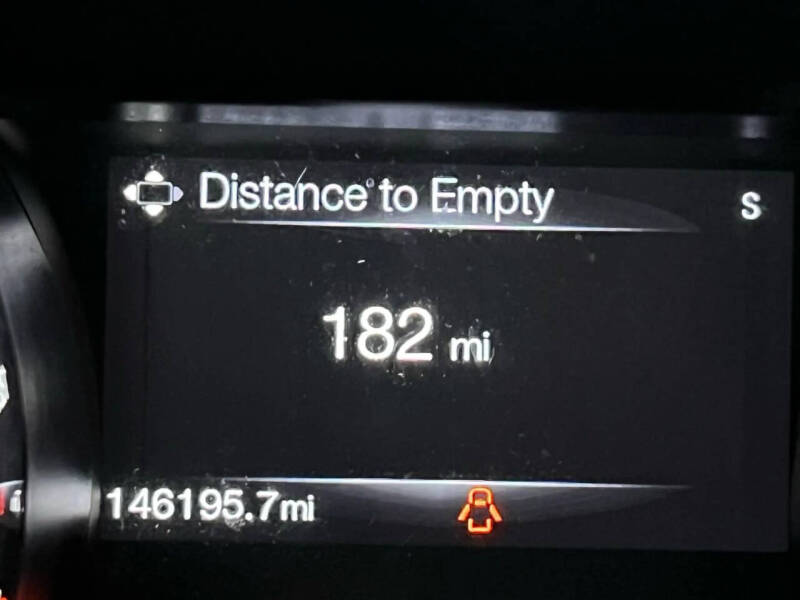 Distance to Empty
S
182 mi
146195.7mi